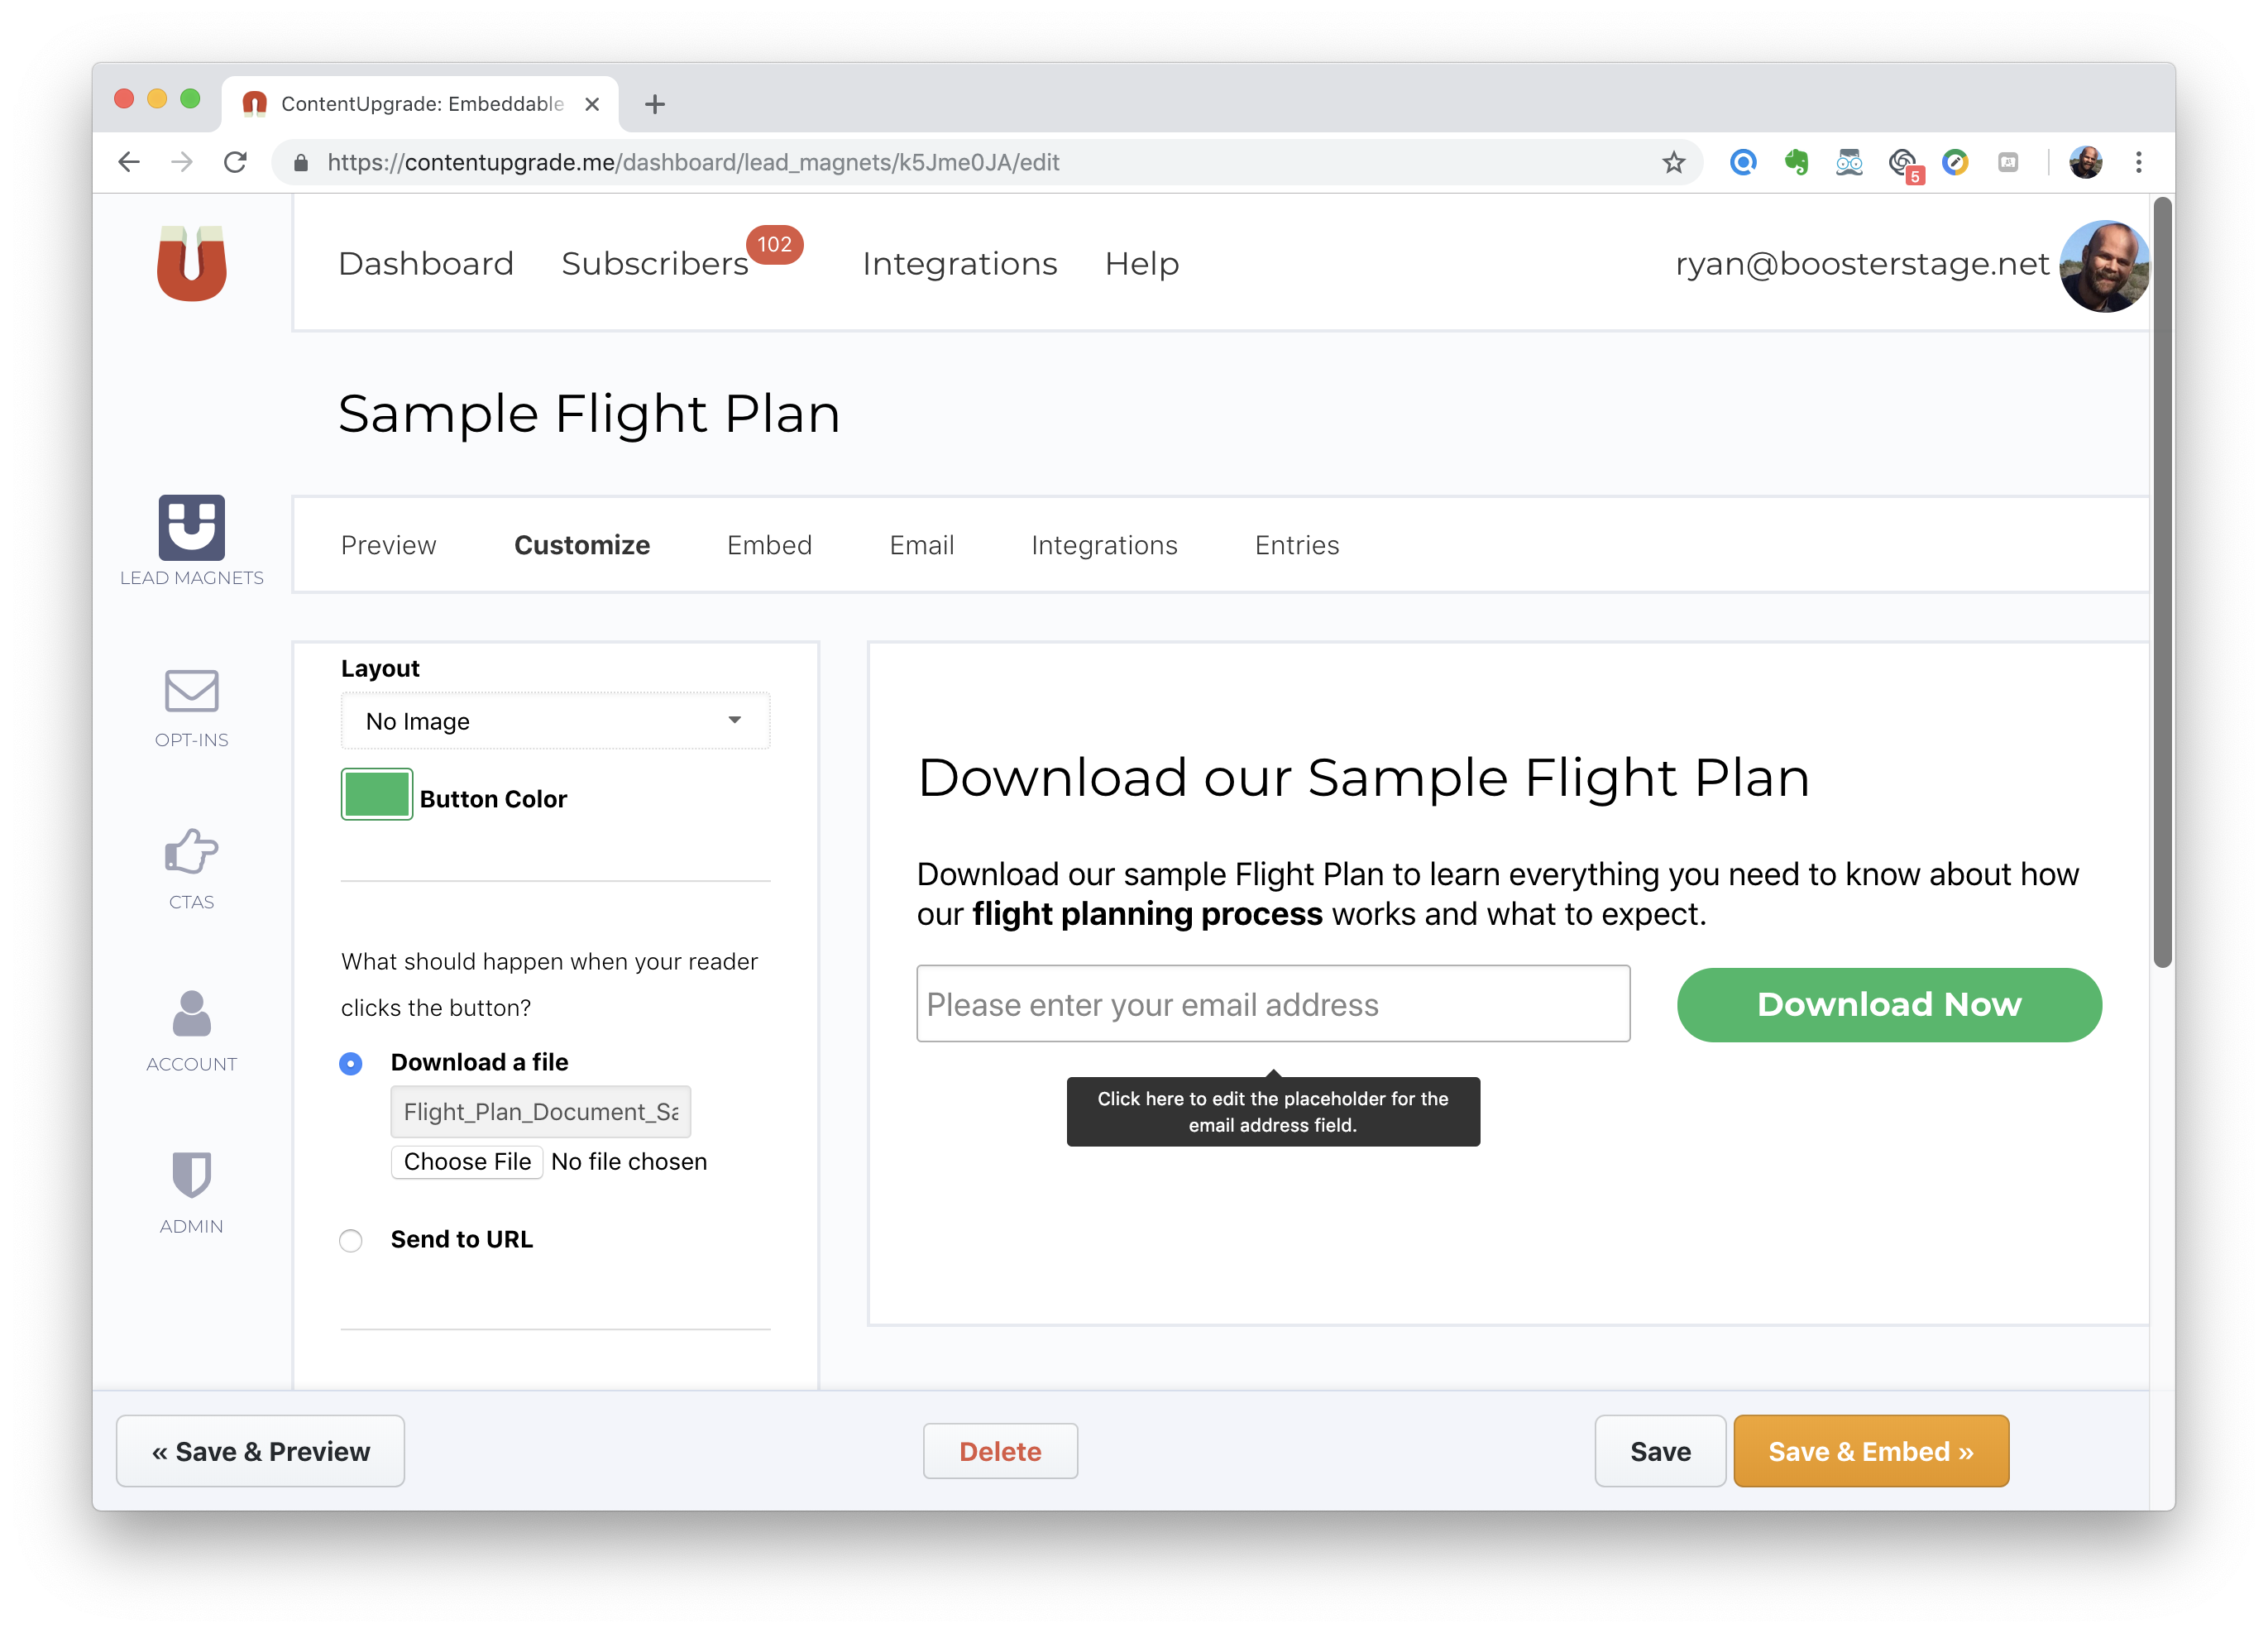 ContentUpgrade: Embeddable
https://contentupgrade.me/dashboard/lead_magnets/k5Jme0JA/edit
5
Dashboard
Subscribers
102
Integrations
Help
ryan@boosterstage.net
Sample Flight Plan
LEAD MAGNETS
Preview
Customize
Embed
Email
Integrations
Entries
OPT-INS
CTAS
ACCOUNT
ADMIN
Layout
No Image
Button Color
What should happen when your reader
clicks the button?
Download a file
Flight_Plan_Document_Sa
Choose File No file chosen
Send to URL
Download our Sample Flight Plan
Download our sample Flight Plan to learn everything you need to know about how
our flight planning process works and what to expect.
Please enter your email address
Download Now
Click here to edit the placeholder for the
email address field.
« Save & Preview
Delete
Save
Save & Embed »